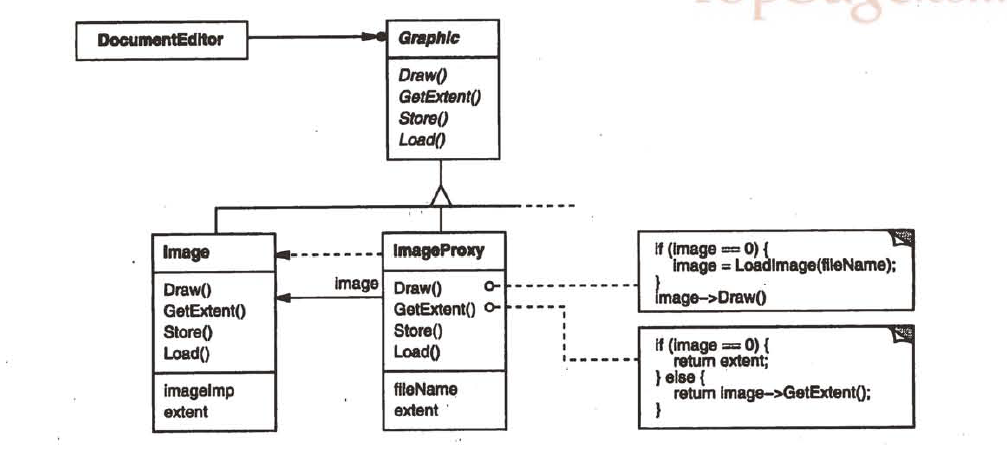 DocumentEditor
Graphic
Draw()
GetExtent()
Store()
Load()
Image
Draw()
GetExtent()
Store()
Load()
imageImp
extent
image
ImageProxy
Draw()
GetExtent()
Store()
Load()
fileName
extent
if (image == 0) {
image = LoadImage(fileName);
}
image->Draw()
if (image == 0) {
return extent;
} else {
return image->GetExtent();
}